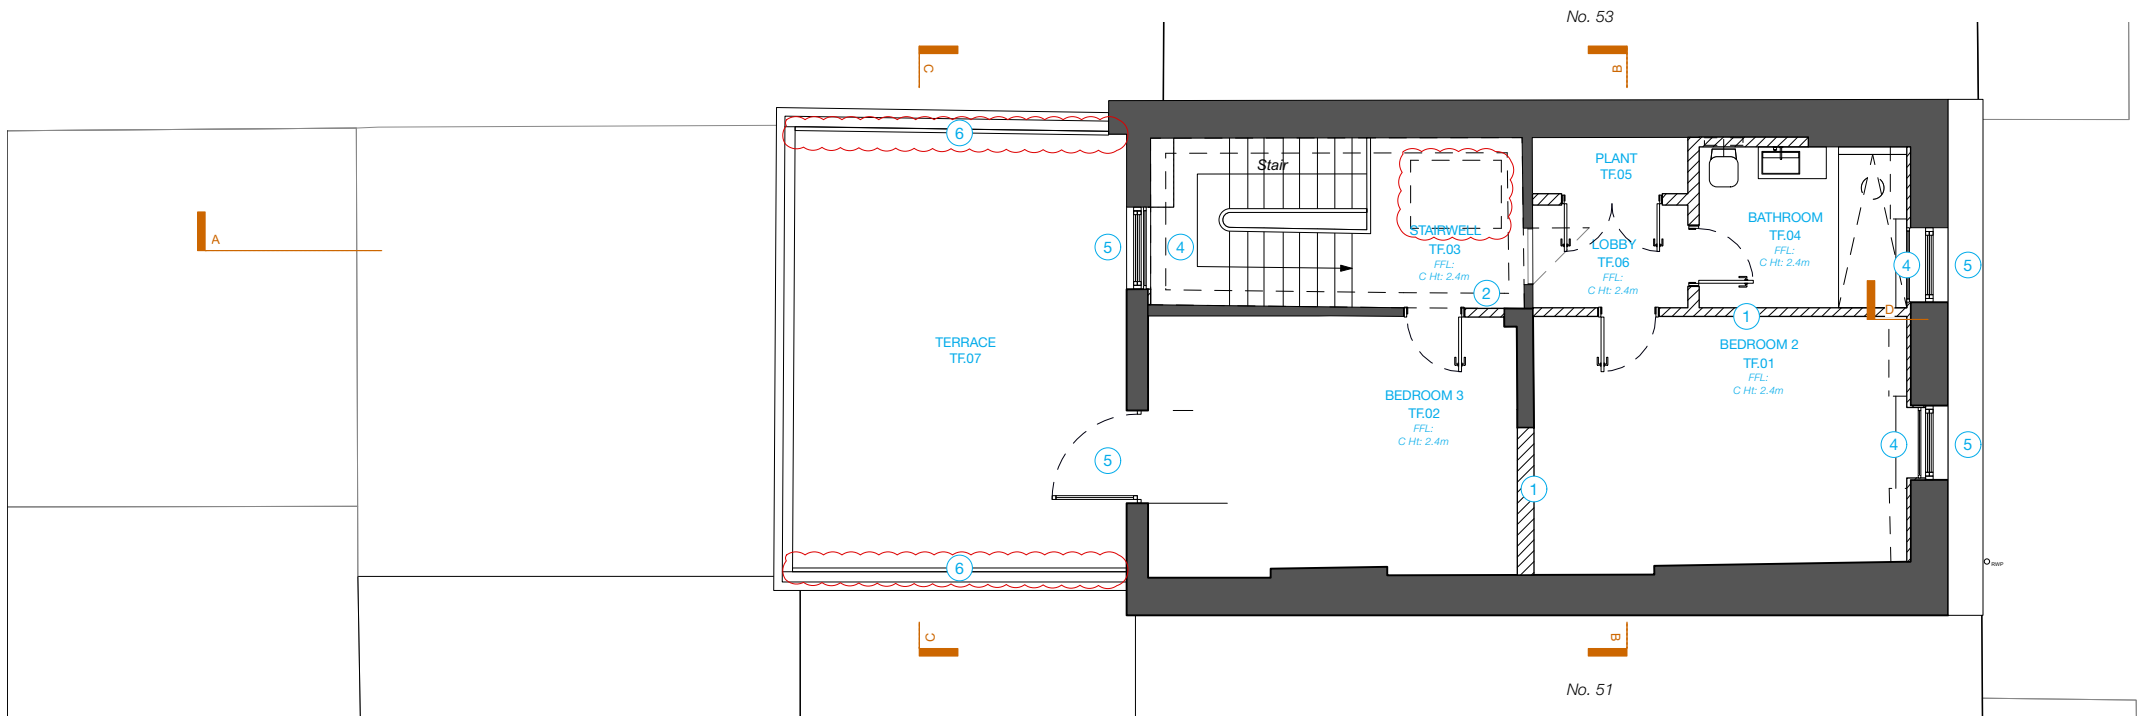 No. 53
C
B
6
Stair
PLANT
TF.05
BATHROOM
TF.04
FFL:
C Ht: 2.4m
A
5
4
STAIRWELL
TF.03
FFL:
C Ht: 2.4m
LOBBY
TF.06
FFL:
C Ht: 2.4m
4
5
2
1
D
TERRACE
TF.07
BEDROOM 2
TF.01
FFL:
C Ht: 2.4m
BEDROOM 3
TF.02
FFL:
C Ht: 2.4m
5
4
5
1
6
RWP
C
B
No. 51